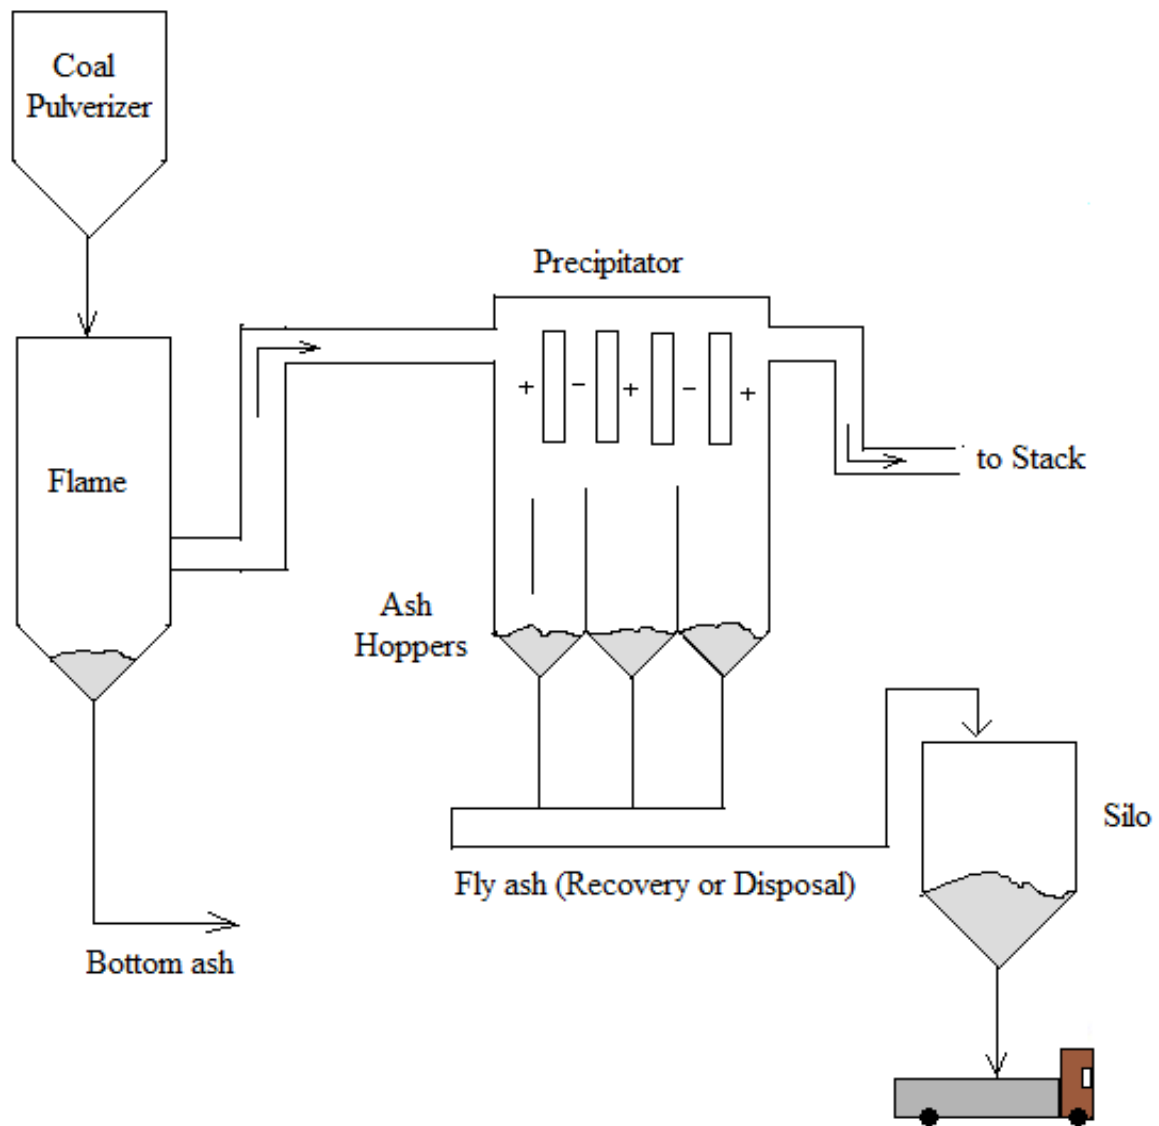 Coal
Pulverizer
Precipitator
+ - + - +
Flame
to Stack
Ash
Hoppers
Silo
Fly ash (Recovery or Disposal)
Bottom ash